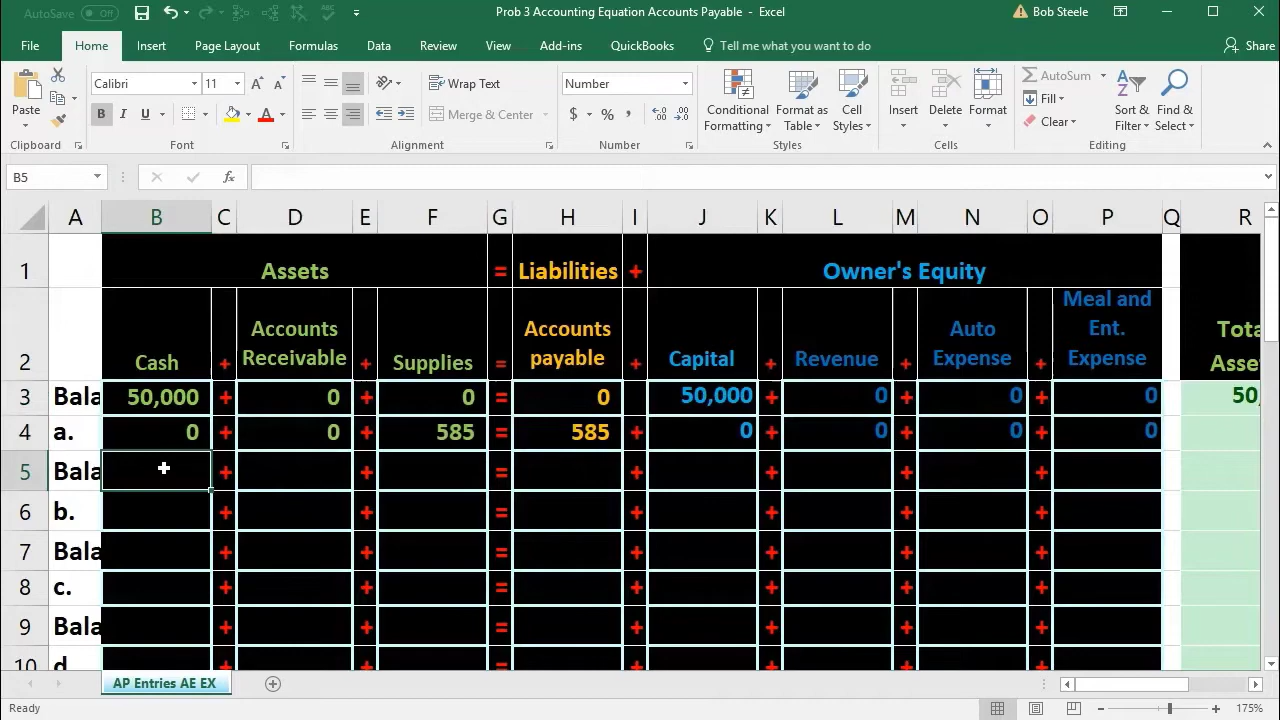 AutoSave Off
Prob 3 Accounting Equation Accounts Payable - Excel
Bob Steele
File Home Insert Page Layout Formulas Data Review View Add-ins QuickBooks Tell me what you want to do Share
Calibri 11 Wrap Text Number AutoSum
Paste Conditional Formatting Format as Table Cell Styles Insert Delete Format Fill Sort & Filter Find & Select
B I U Merge & Center $ % , Clear
Clipboard Font Alignment Number Styles Cells Editing
B5 fx
A B C D E F G H I J K L M N O P Q R
1 Assets = Liabilities + Owner's Equity
Meal and
Accounts Accounts Auto Ent. Tota
2 Cash + Receivable + Supplies = payable + Capital + Revenue + Expense + Expense Asse
3 Bala 50,000 + 0 + 0 = 0 + 50,000 + 0 + 0 + 0 50,
4 a. 0 + 0 + 585 = 585 + 0 + 0 + 0 + 0
5 Bala + + = + + + +
6 b. + + = + + + +
7 Bala + + = + + + +
8 c. + + = + + + +
9 Bala + + = + + + +
10 d + + = + + + +
AP Entries AE EX
Ready 175%